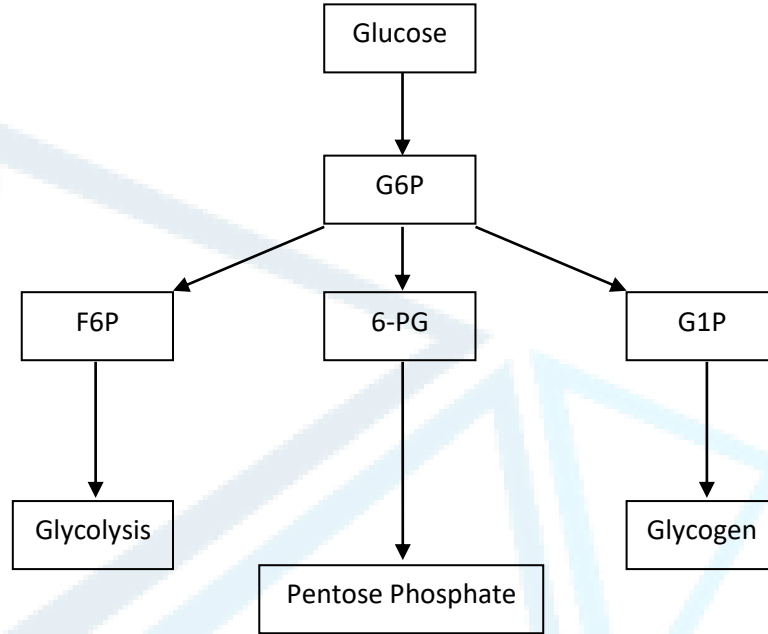 Glucose
G6P
F6P
6-PG
G1P
Glycolysis
Glycogen
Pentose Phosphate